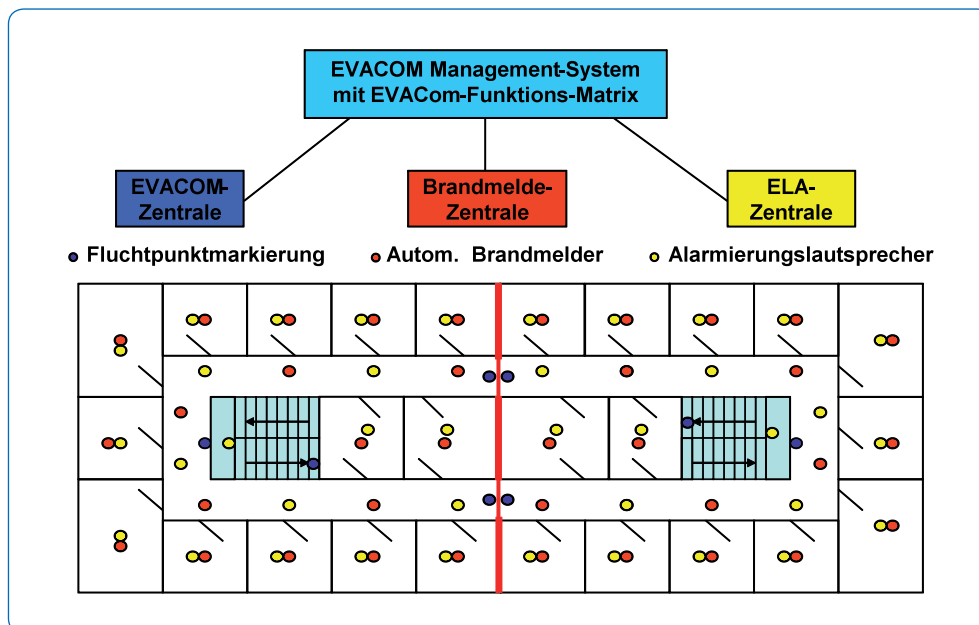 EVACOM Management-System
mit EVACom-Funktions-Matrix
EVACOM-
Zentrale
Brandmelde-
Zentrale
ELA-
Zentrale
Fluchtpunktmarkierung
Autom. Brandmelder
Alarmierungslautsprecher